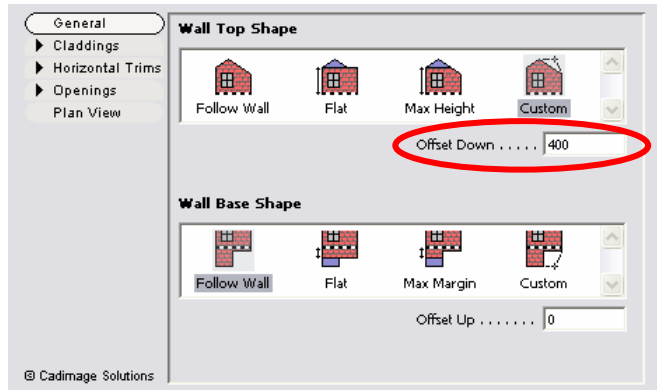 General
Claddings
Horizontal Trims
Openings
Plan View
Wall Top Shape
Follow Wall Flat Max Height Custom
Offset Down ..... 400
Wall Base Shape
Follow Wall Flat Max Margin Custom
Offset Up ....... 0
© Cadimage Solutions